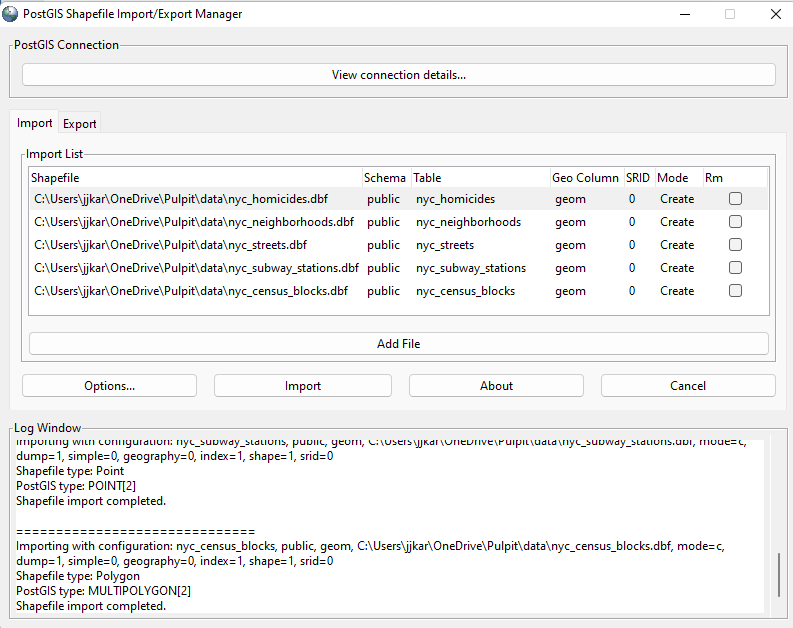 PostGIS Shapefile Import/Export Manager
PostGIS Connection
View connection details...
Import Export
Import List
Shapefile Schema Table Geo Column SRID Mode Rm
C:\Users\jjkar\OneDrive\Pulpit\data\nyc_homicides.dbf public nyc_homicides geom 0 Create
C:\Users\jjkar\OneDrive\Pulpit\data\nyc_neighborhoods.dbf public nyc_neighborhoods geom 0 Create
C:\Users\jjkar\OneDrive\Pulpit\data\nyc_streets.dbf public nyc_streets geom 0 Create
C:\Users\jjkar\OneDrive\Pulpit\data\nyc_subway_stations.dbf public nyc_subway_stations geom 0 Create
C:\Users\jjkar\OneDrive\Pulpit\data\nyc_census_blocks.dbf public nyc_census_blocks geom 0 Create
Add File
Options... Import About Cancel
Log Window
Importing with configuration: nyc_subway_stations, public, geom, C:\Users\jjkar\OneDrive\Pulpit\data\nyc_subway_stations.dbf, mode=c,
dump=1, simple=0, geography=0, index=1, shape=1, srid=0
Shapefile type: Point
PostGIS type: POINT[2]
Shapefile import completed.
==============================
Importing with configuration: nyc_census_blocks, public, geom, C:\Users\jjkar\OneDrive\Pulpit\data\nyc_census_blocks.dbf, mode=c,
dump=1, simple=0, geography=0, index=1, shape=1, srid=0
Shapefile type: Polygon
PostGIS type: MULTIPOLYGON[2]
Shapefile import completed.